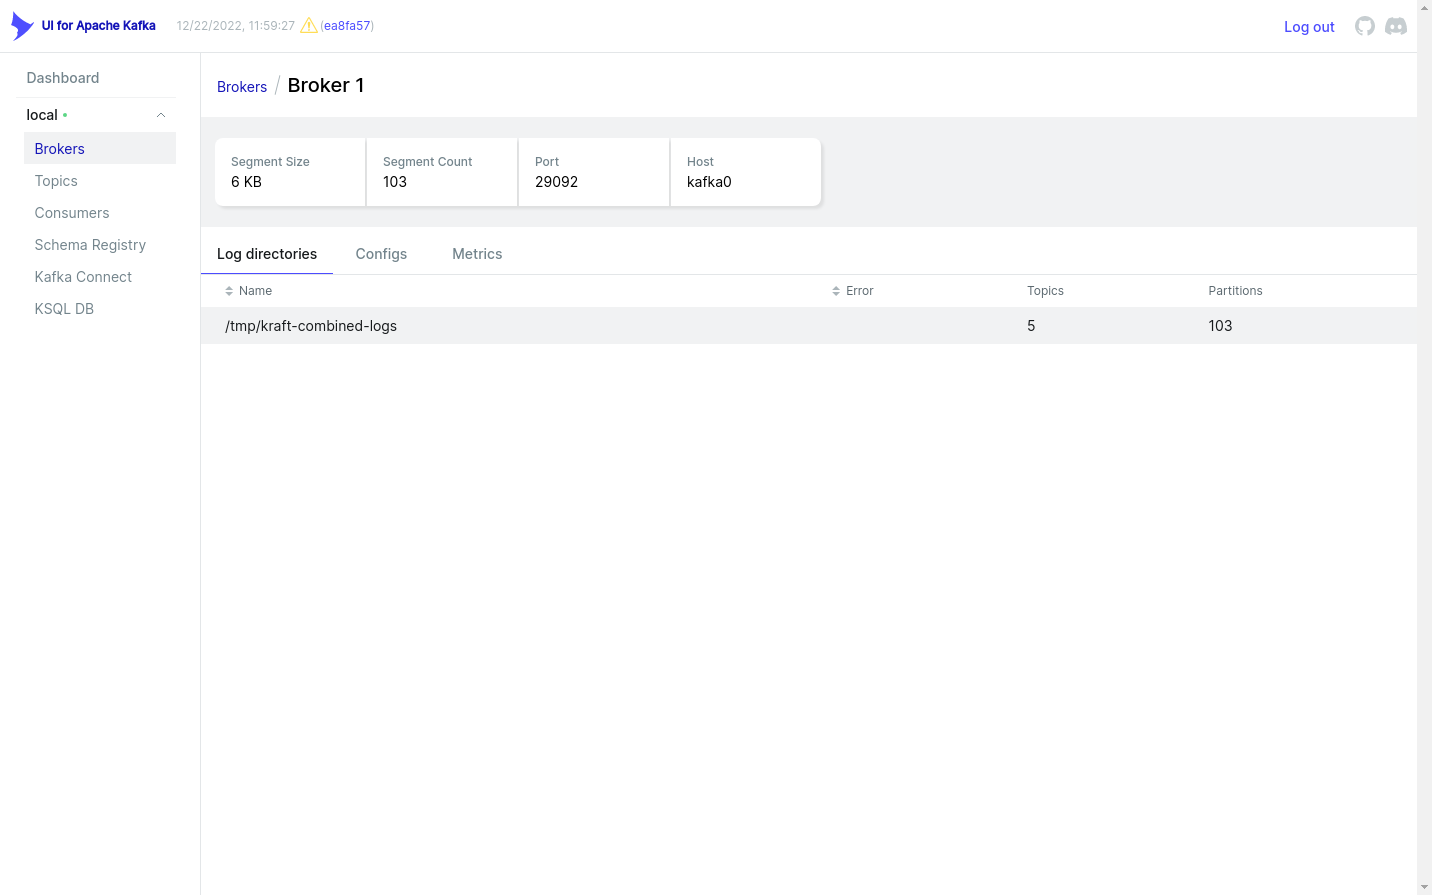 UI for Apache Kafka 12/22/2022, 11:59:27 (ea8fa57) Log out
Dashboard
local
Brokers
Topics
Consumers
Schema Registry
Kafka Connect
KSQL DB
Brokers / Broker 1
Segment Size Segment Count Port Host
6 KB 103 29092 kafka0
Log directories Configs Metrics
Name Error Topics Partitions
/tmp/kraft-combined-logs 5 103